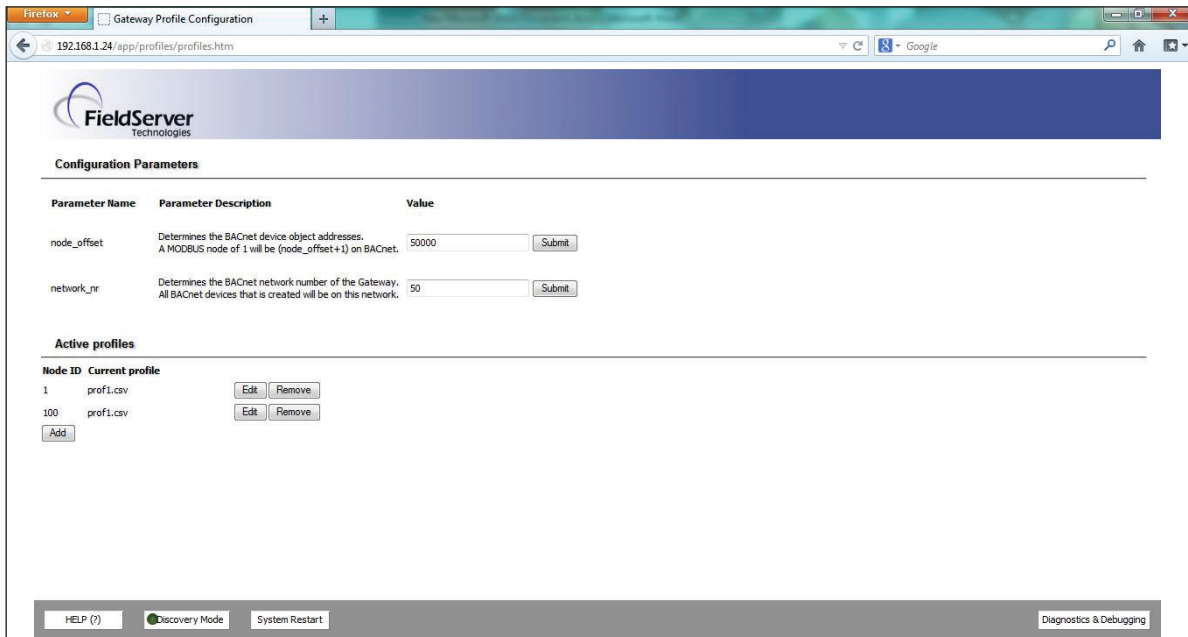 Firefox
Gateway Profile Configuration
192.168.1.24/app/profiles/profiles.htm
Google
FieldServer
Technologies
Configuration Parameters
Parameter Name Parameter Description Value
node_offset
Determines the BACnet device object addresses.
A MODBUS node of 1 will be (node_offset+1) on BACnet.
50000 Submit
network_nr
Determines the BACnet network number of the Gateway.
All BACnet devices that is created will be on this network.
50 Submit
Active profiles
Node ID Current profile
1 prof1.csv Edit Remove
100 prof1.csv Edit Remove
Add
HELP (?) Discovery Mode System Restart Diagnostics & Debugging